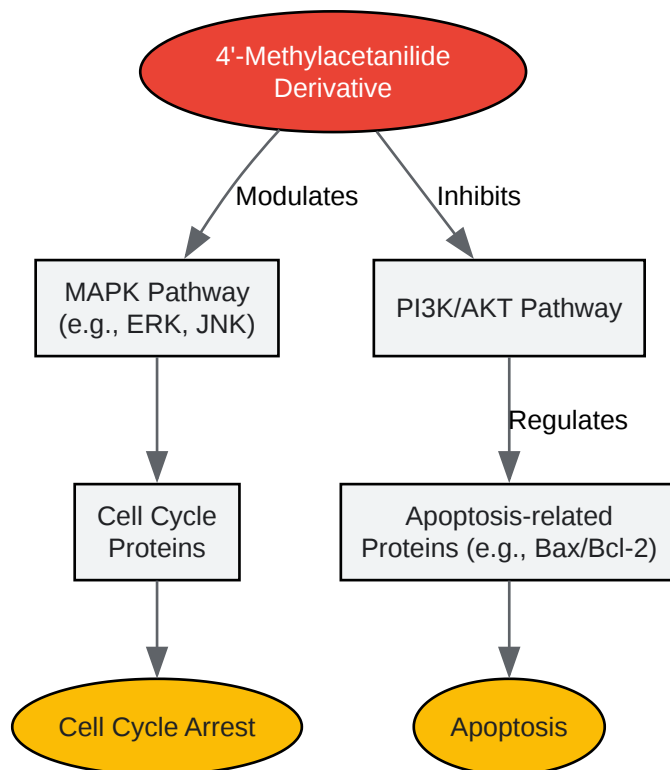 4'-Methylacetanilide
Derivative
Modulates
Inhibits
MAPK Pathway
(e.g., ERK, JNK)
PI3K/AKT Pathway
Regulates
Cell Cycle
Proteins
Apoptosis-related
Proteins (e.g., Bax/Bcl-2)
Cell Cycle Arrest
Apoptosis